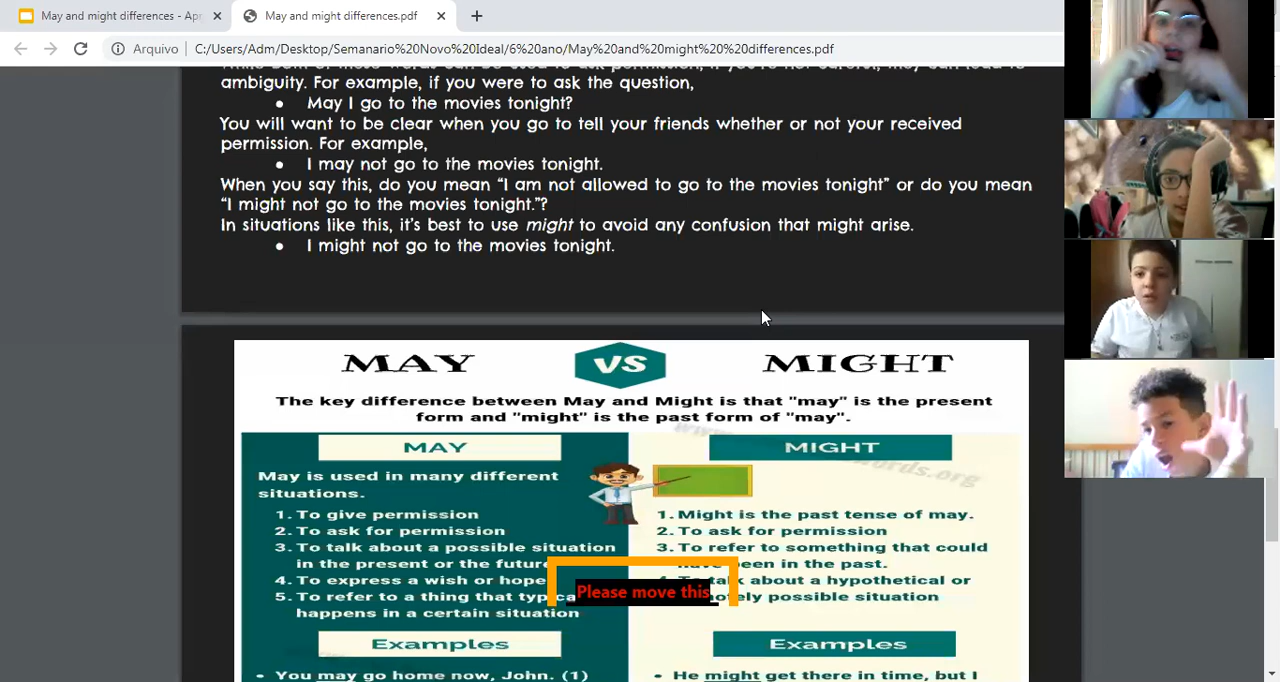 May and might differences - Apr
May and might differences.pdf
Arquivo
C:/Users/Adm/Desktop/Semanario%20Novo%20Ideal/6%20ano/May%20and%20might%20%20differences.pdf
ambiguity. For example, if you were to ask the question,
• May I go to the movies tonight?
You will want to be clear when you go to tell your friends whether or not your received
permission. For example,
• I may not go to the movies tonight.
When you say this, do you mean “I am not allowed to go to the movies tonight” or do you mean
“I might not go to the movies tonight.”?
In situations like this, it’s best to use might to avoid any confusion that might arise.
• I might not go to the movies tonight.
MAY VS MIGHT
The key difference between May and Might is that "may" is the present
form and "might" is the past form of "may".
MAY
May is used in many different
situations.
1. To give permission
2. To ask for permission
3. To talk about a possible situation
in the present or the future
4. To express a wish or hope
5. To refer to a thing that typica
happens in a certain situation
Examples
• You may go home now, John. (1)
MIGHT
1. Might is the past tense of may.
2. To ask for permission
3. To refer to something that could
have been in the past.
4. To talk about a hypothetical or
otely possible situation
Examples
• He might get there in time, but I
Please move this